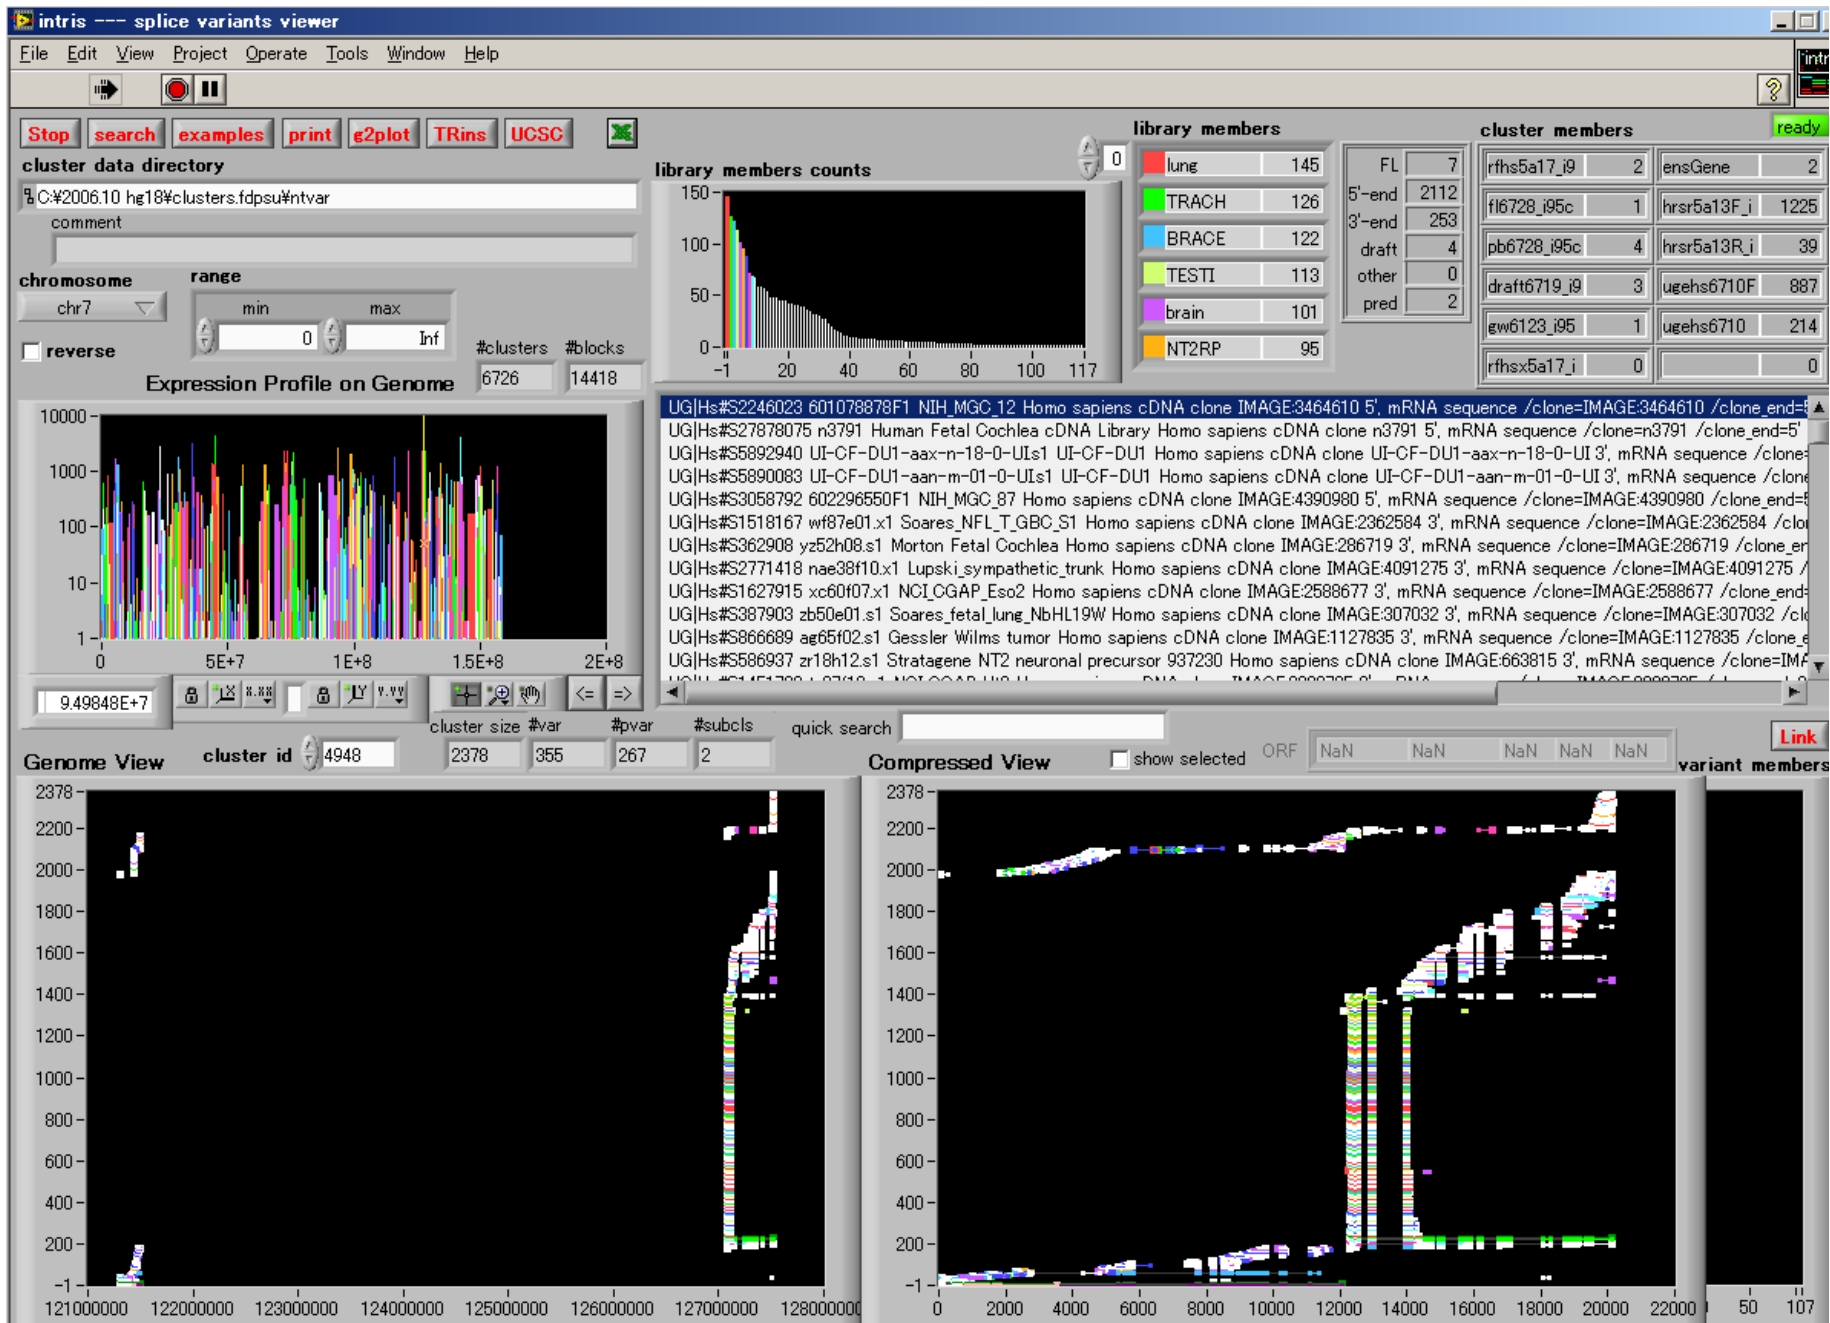 intris --- splice variants viewer
File Edit View Project Operate Tools Window Help
?
intr
Stop search examples print g2plot TRins UCSC
cluster data directory
C:¥2006.10 hg18¥clusters.fdpsu¥ntvar
comment
chromosome
chr7
range
min max
0 Inf
reverse
#clusters #blocks
6726 14418
library members counts
0
150
100
50
0
-1 20 40 60 80 100 117
library members
lung 145
TRACH 126
BRACE 122
TESTI 113
brain 101
NT2RP 95
FL 7
5'-end 2112
3'-end 253
draft 4
other 0
pred 2
cluster members
ready
rfhs5a17_i9 2 ensGene 2
fl6728_i95c 1 hrsr5a13F_i 1225
pb6728_i95c 4 hrsr5a13R_i 39
draft6719_i9 3 ugehs6710F 887
gw6123_i95 1 ugehs6710 214
rfhsx5a17_i 0 0
Expression Profile on Genome
10000
1000
100
10
1
0 5E+7 1E+8 1.5E+8 2E+8
9.49848E+7
X X.XX Y Y.YY
<= =>
UG|Hs#S2246023 601078878F1 NIH_MGC_12 Homo sapiens cDNA clone IMAGE:3464610 5', mRNA sequence /clone=IMAGE:3464610 /clone_end=5
UG|Hs#S27878075 n3791 Human Fetal Cochlea cDNA Library Homo sapiens cDNA clone n3791 5', mRNA sequence /clone=n3791 /clone_end=5'
UG|Hs#S5892940 UI-CF-DU1-aax-n-18-0-UI.s1 UI-CF-DU1 Homo sapiens cDNA clone UI-CF-DU1-aax-n-18-0-UI 3', mRNA sequence /clone=
UG|Hs#S5890083 UI-CF-DU1-aan-m-01-0-UI.s1 UI-CF-DU1 Homo sapiens cDNA clone UI-CF-DU1-aan-m-01-0-UI 3', mRNA sequence /clone
UG|Hs#S3058792 602296550F1 NIH_MGC_87 Homo sapiens cDNA clone IMAGE:4390980 5', mRNA sequence /clone=IMAGE:4390980 /clone_end=5
UG|Hs#S1518167 wf87e01.x1 Soares_NFL_T_GBC_S1 Homo sapiens cDNA clone IMAGE:2362584 3', mRNA sequence /clone=IMAGE:2362584 /clo
UG|Hs#S362908 yz52h08.s1 Morton Fetal Cochlea Homo sapiens cDNA clone IMAGE:286719 3', mRNA sequence /clone=IMAGE:286719 /clone_er
UG|Hs#S2771418 nae38f10.x1 Lupski_sympathetic_trunk Homo sapiens cDNA clone IMAGE:4091275 3', mRNA sequence /clone=IMAGE:4091275 /
UG|Hs#S1627915 xc60f07.x1 NCI_CGAP_Eso2 Homo sapiens cDNA clone IMAGE:2588677 3', mRNA sequence /clone=IMAGE:2588677 /clone_end=
UG|Hs#S387903 zb50e01.s1 Soares_fetal_lung_NbHL19W Homo sapiens cDNA clone IMAGE:307032 3', mRNA sequence /clone=IMAGE:307032 /clo
UG|Hs#S866689 ag65f02.s1 Gessler Wilms tumor Homo sapiens cDNA clone IMAGE:1127835 3', mRNA sequence /clone=IMAGE:1127835 /clone_e
UG|Hs#S586937 zr18h12.s1 Stratagene NT2 neuronal precursor 937230 Homo sapiens cDNA clone IMAGE:663815 3', mRNA sequence /clone=IMA
quick search
Genome View
cluster id 4948
cluster size #var #pvar #subcls
2378 355 267 2
Compressed View
show selected
ORF NaN NaN NaN NaN NaN
Link
variant members
2378
2200
2000
1800
1600
1400
1200
1000
800
600
400
200
-1
121000000 122000000 123000000 124000000 125000000 126000000 127000000 128000000
2378
2200
2000
1800
1600
1400
1200
1000
800
600
400
200
-1
0 2000 4000 6000 8000 10000 12000 14000 16000 18000 20000 22000
50 107